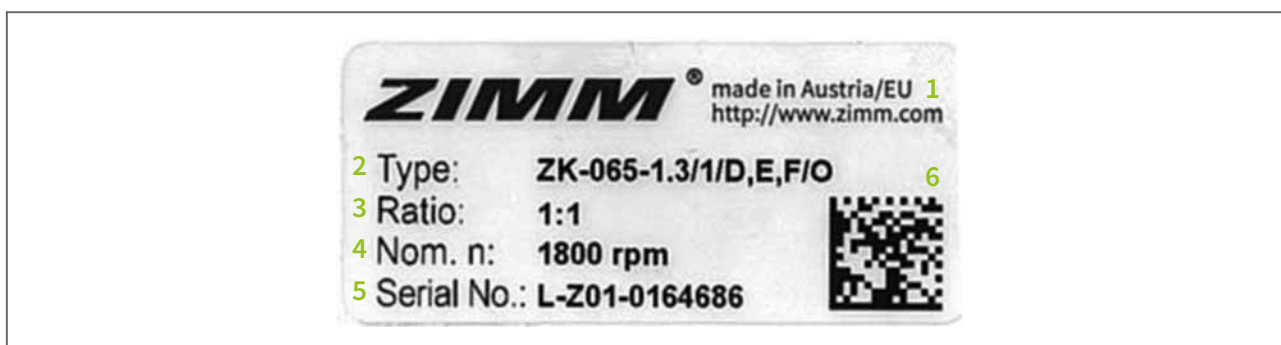 ZIMM® made in Austria/EU 1
http://www.zimm.com
2 Type: ZK-065-1.3/1/D,E,F/O 6
3 Ratio: 1:1
4 Nom. n: 1800 rpm
5 Serial No.: L-Z01-0164686